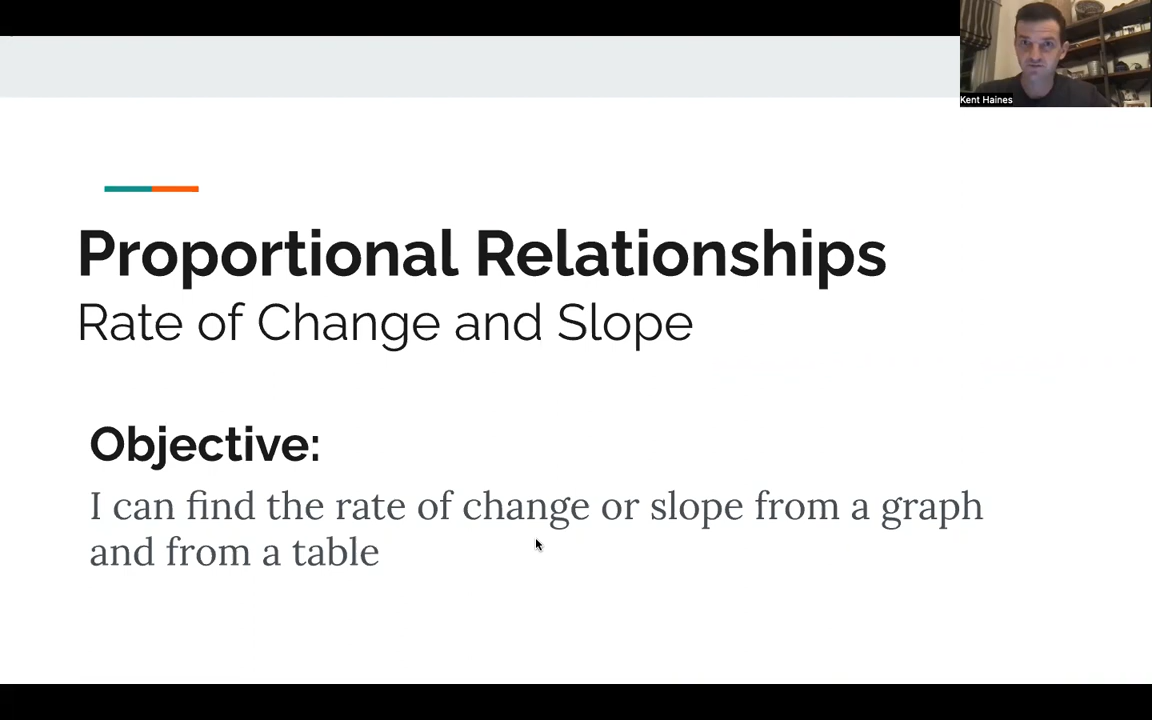 Kent Haines
Proportional Relationships
Rate of Change and Slope
Objective:
I can find the rate of change or slope from a graph
and from a table